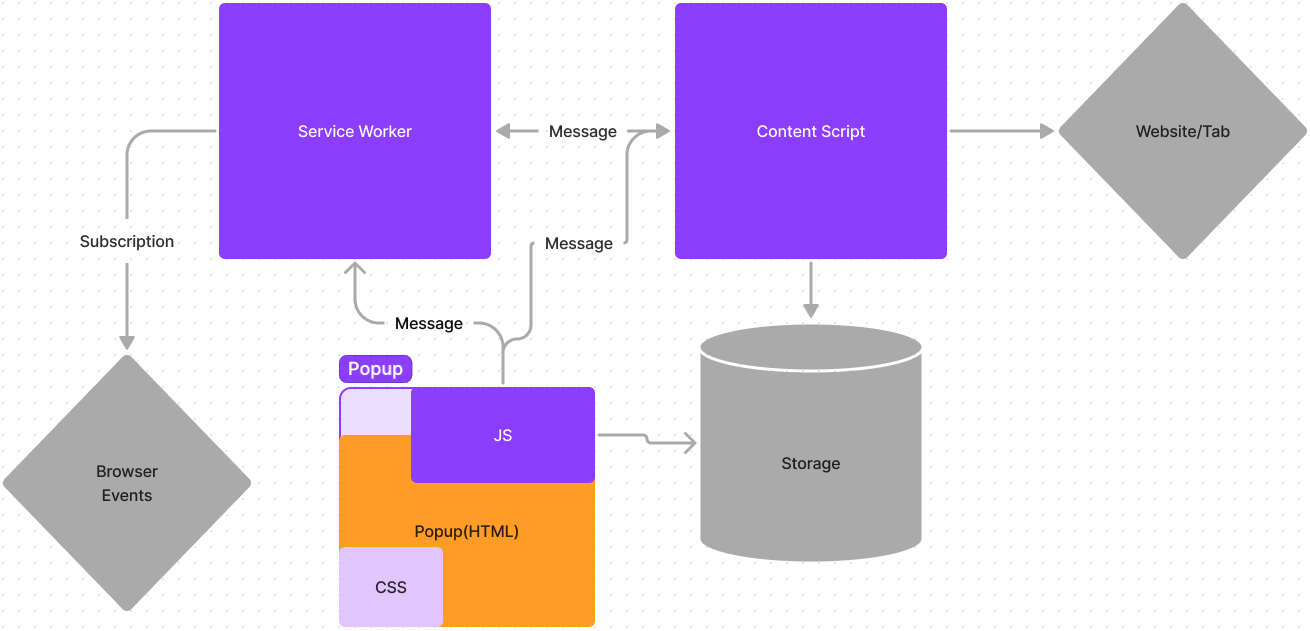 Service Worker
Message
Content Script
Website/Tab
Subscription
Message
Message
Popup
JS
Storage
Browser
Events
Popup(HTML)
CSS